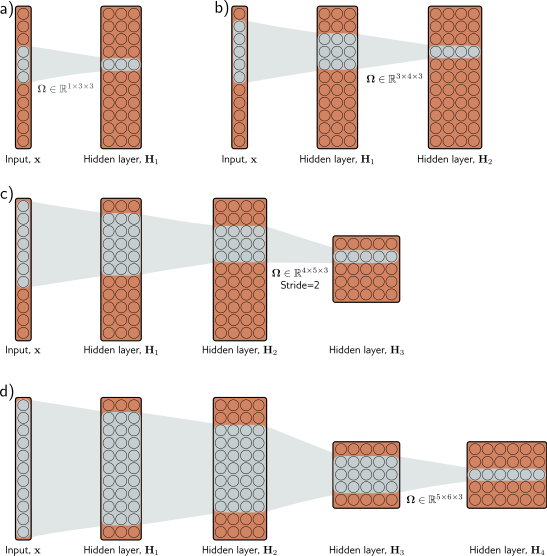 a)
b)
Ω ∈ ℝ^{1×3×3}
Ω ∈ ℝ^{3×4×3}
Input, x
Hidden layer, H₁
Input, x
Hidden layer, H₁
Hidden layer, H₂
c)
Ω ∈ ℝ^{4×5×3}
Stride=2
Input, x
Hidden layer, H₁
Hidden layer, H₂
Hidden layer, H₃
d)
Ω ∈ ℝ^{5×6×3}
Input, x
Hidden layer, H₁
Hidden layer, H₂
Hidden layer, H₃
Hidden layer, H₄